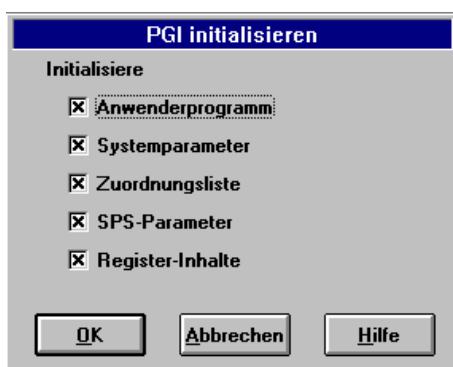 PGI initialisieren
Initialisiere
Anwenderprogramm
Systemparameter
Zuordnungsliste
SPS-Parameter
Register-Inhalte
OK Abbrechen Hilfe